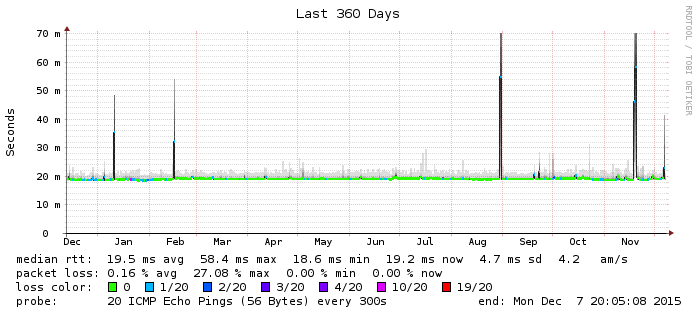 Last 360 Days
RRDTOOL / TOBI OETIKER
Seconds
70 m
60 m
50 m
40 m
30 m
20 m
10 m
0
Dec Jan Feb Mar Apr May Jun Jul Aug Sep Oct Nov
median rtt: 19.5 ms avg 58.4 ms max 18.6 ms min 19.2 ms now 4.7 ms sd 4.2 am/s
packet loss: 0.16 % avg 27.08 % max 0.00 % min 0.00 % now
loss color: 0 1/20 2/20 3/20 4/20 10/20 19/20
probe: 20 ICMP Echo Pings (56 Bytes) every 300s end: Mon Dec 7 20:05:08 2015